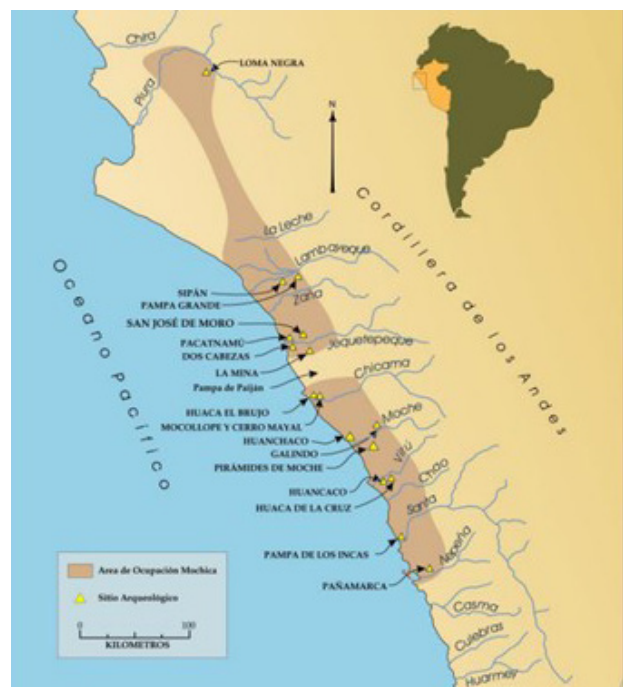 Chira
LOMA NEGRA
Piura
N
La Leche
Lambayeque
SIPÁN
PAMPA GRANDE
Zaña
SAN JOSÉ DE MORO
PACATNAMÚ
DOS CABEZAS
Jequetepeque
LA MINA
Pampa de Paiján
Chicama
HUACA EL BRUJO
MOCOLLOPE Y CERRO MAYAL
Moche
HUANCHACO
GALINDO
PIRÁMIDES DE MOCHE
Virú
HUANCACO
Chao
HUACA DE LA CRUZ
Santa
PAMPA DE LOS INCAS
Nepeña
PAÑAMARCA
Casma
Culebras
Huarmey
Oceano Pacífico
Cordillera de los Andes
Area de Ocupación Mochica
Sitio Arqueológico
0 100
KILOMETROS